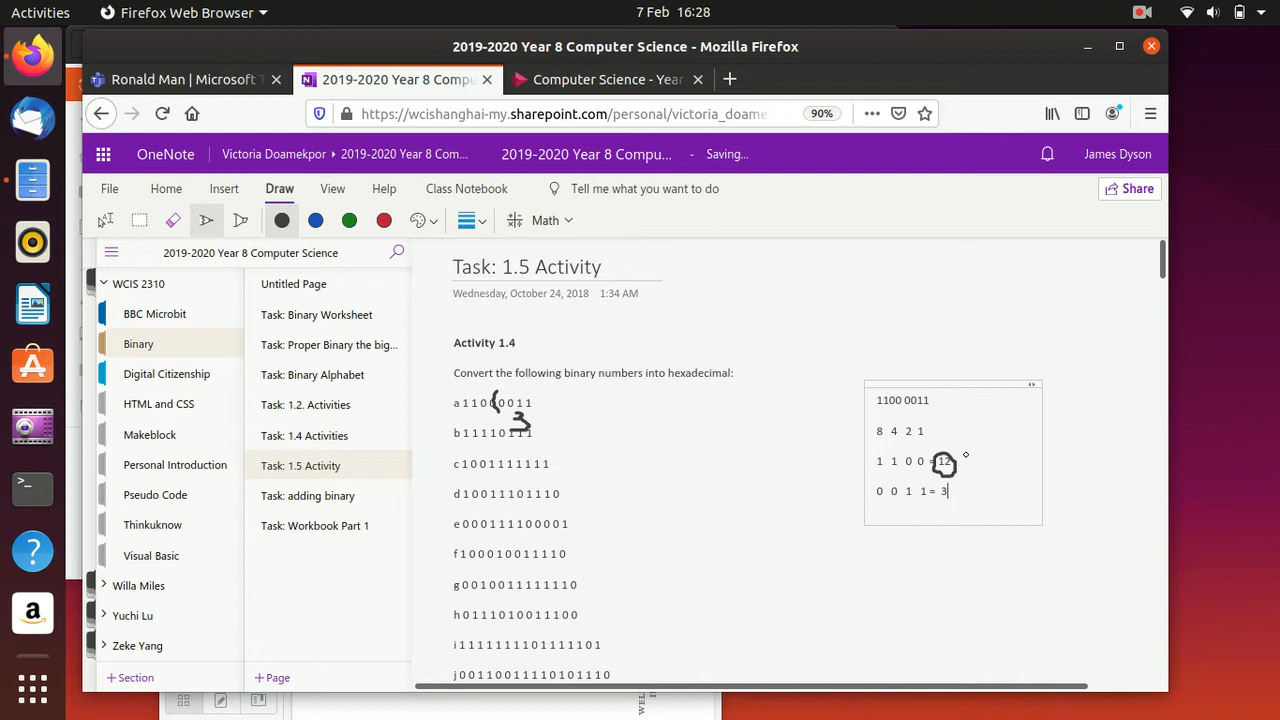 Activities
Firefox Web Browser
7 Feb 16:28
2019-2020 Year 8 Computer Science - Mozilla Firefox
Ronald Man | Microsoft T
2019-2020 Year 8 Compu
Computer Science - Year
https://wcishanghai-my.sharepoint.com/personal/victoria_doame
90%
OneNote
Victoria Doamekpor › 2019-2020 Year 8 Com...
2019-2020 Year 8 Compu... - Saving...
James Dyson
File Home Insert Draw View Help Class Notebook Tell me what you want to do
Share
Math
2019-2020 Year 8 Computer Science
WCIS 2310
BBC Microbit
Binary
Digital Citizenship
HTML and CSS
Makeblock
Personal Introduction
Pseudo Code
Thinkuknow
Visual Basic
Willa Miles
Yuchi Lu
Zeke Yang
+Section
Untitled Page
Task: Binary Worksheet
Task: Proper Binary the big...
Task: Binary Alphabet
Task: 1.2. Activities
Task: 1.4 Activities
Task: 1.5 Activity
Task: adding binary
Task: Workbook Part 1
+Page
Task: 1.5 Activity
Wednesday, October 24, 2018 1:34 AM
Activity 1.4
Convert the following binary numbers into hexadecimal:
a 1 1 0 0 0 0 1 1
3
b 1 1 1 1 0 1 1 1
c 1 0 0 1 1 1 1 1 1 1
d 1 0 0 1 1 1 0 1 1 1 0
e 0 0 0 1 1 1 1 0 0 0 0 1
f 1 0 0 0 1 0 0 1 1 1 1 0
g 0 0 1 0 0 1 1 1 1 1 1 1 0
h 0 1 1 1 0 1 0 0 1 1 1 0 0
i 1 1 1 1 1 1 1 1 0 1 1 1 1 1 0 1
j 0 0 1 1 0 0 1 1 1 1 0 1 0 1 1 1 0
1100 0011
8 4 2 1
1 1 0 0 = 12
0 0 1 1 = 3